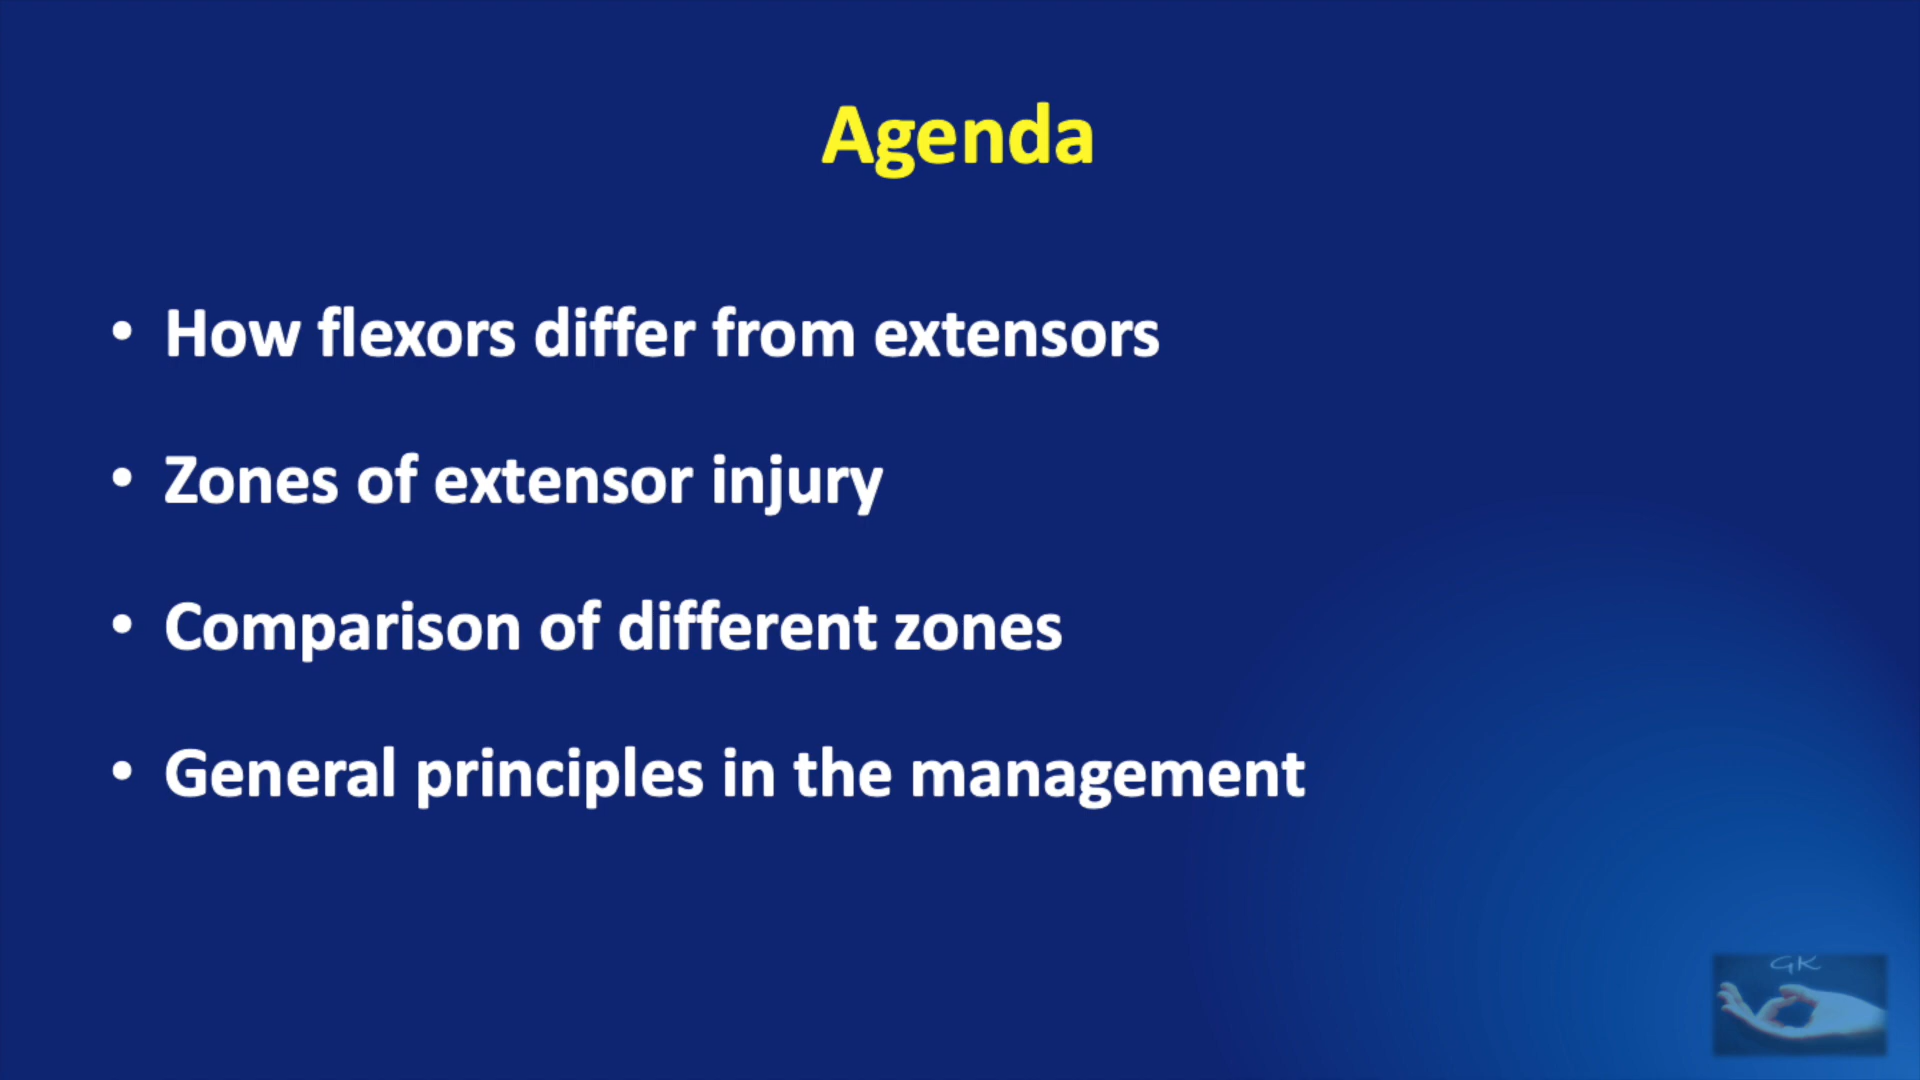 Agenda
• How flexors differ from extensors
• Zones of extensor injury
• Comparison of different zones
• General principles in the management
GK